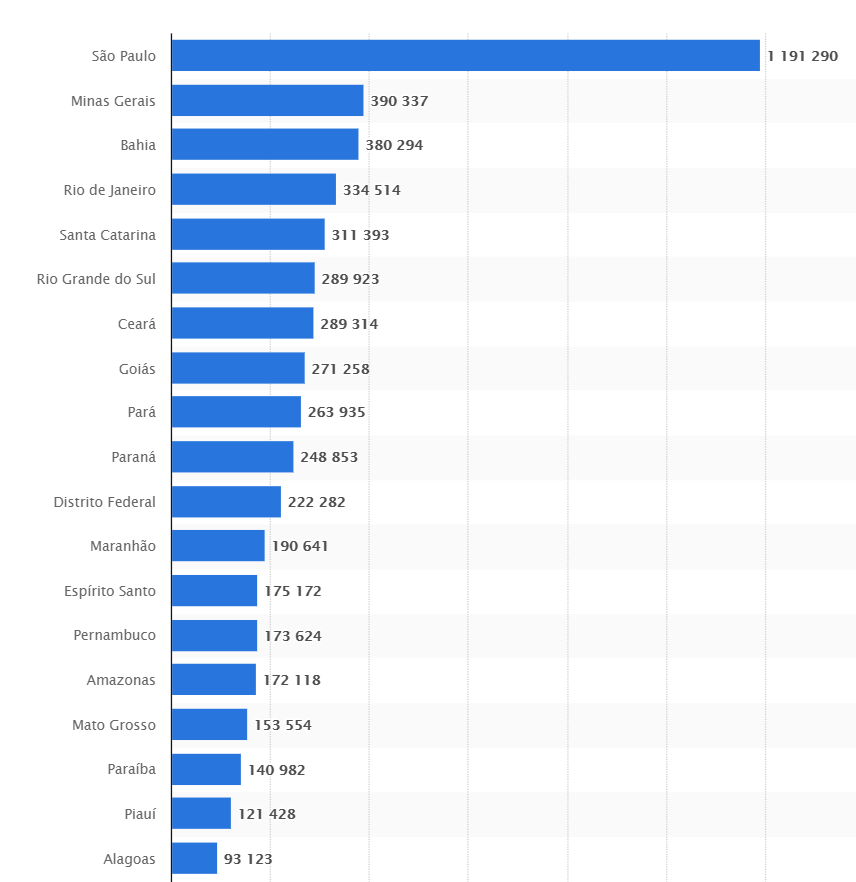 São Paulo 1 191 290
Minas Gerais 390 337
Bahia 380 294
Rio de Janeiro 334 514
Santa Catarina 311 393
Rio Grande do Sul 289 923
Ceará 289 314
Goiás 271 258
Pará 263 935
Paraná 248 853
Distrito Federal 222 282
Maranhão 190 641
Espírito Santo 175 172
Pernambuco 173 624
Amazonas 172 118
Mato Grosso 153 554
Paraíba 140 982
Piauí 121 428
Alagoas 93 123